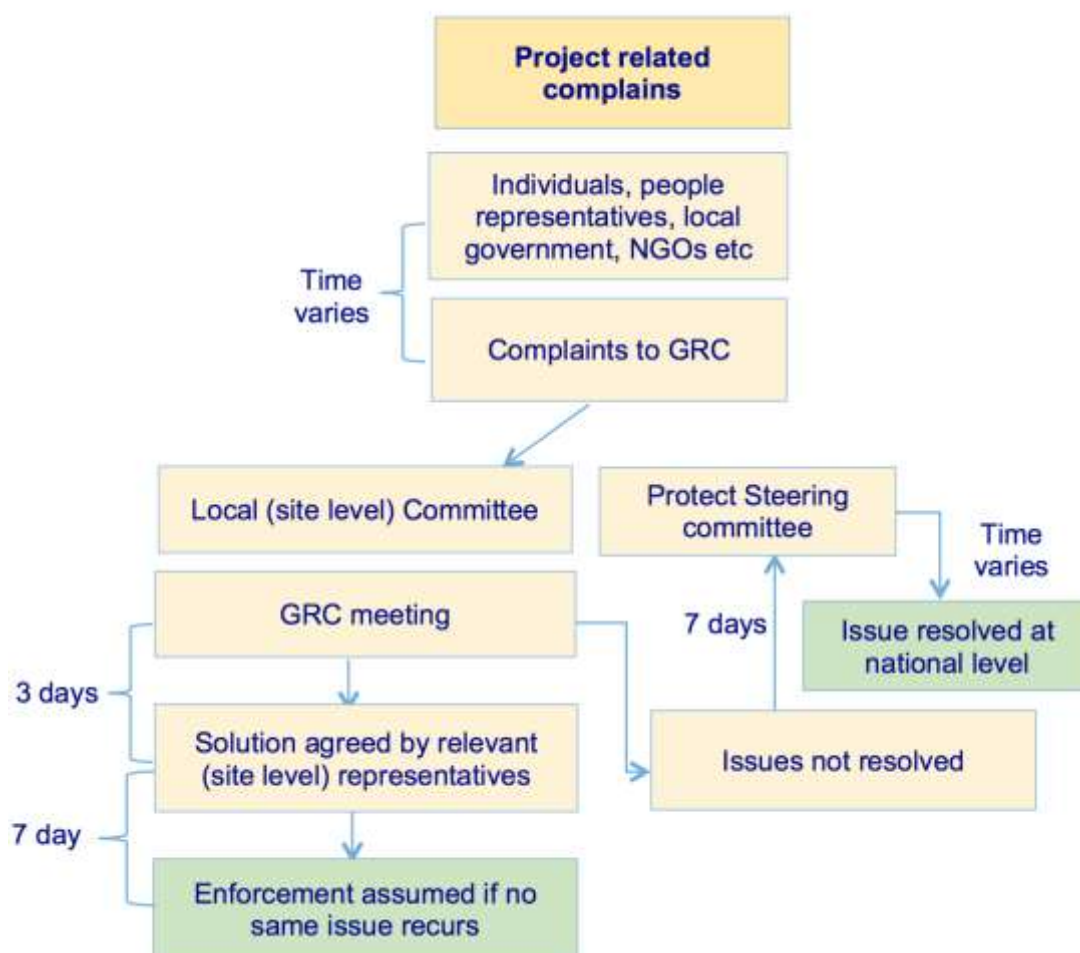 Project related
complains
Individuals, people
representatives, local
government, NGOs etc
Time
varies
Complaints to GRC
Local (site level) Committee
Protect Steering
committee
Time
varies
GRC meeting
7 days
Issue resolved at
national level
3 days
Solution agreed by relevant
(site level) representatives
Issues not resolved
7 day
Enforcement assumed if no
same issue recurs